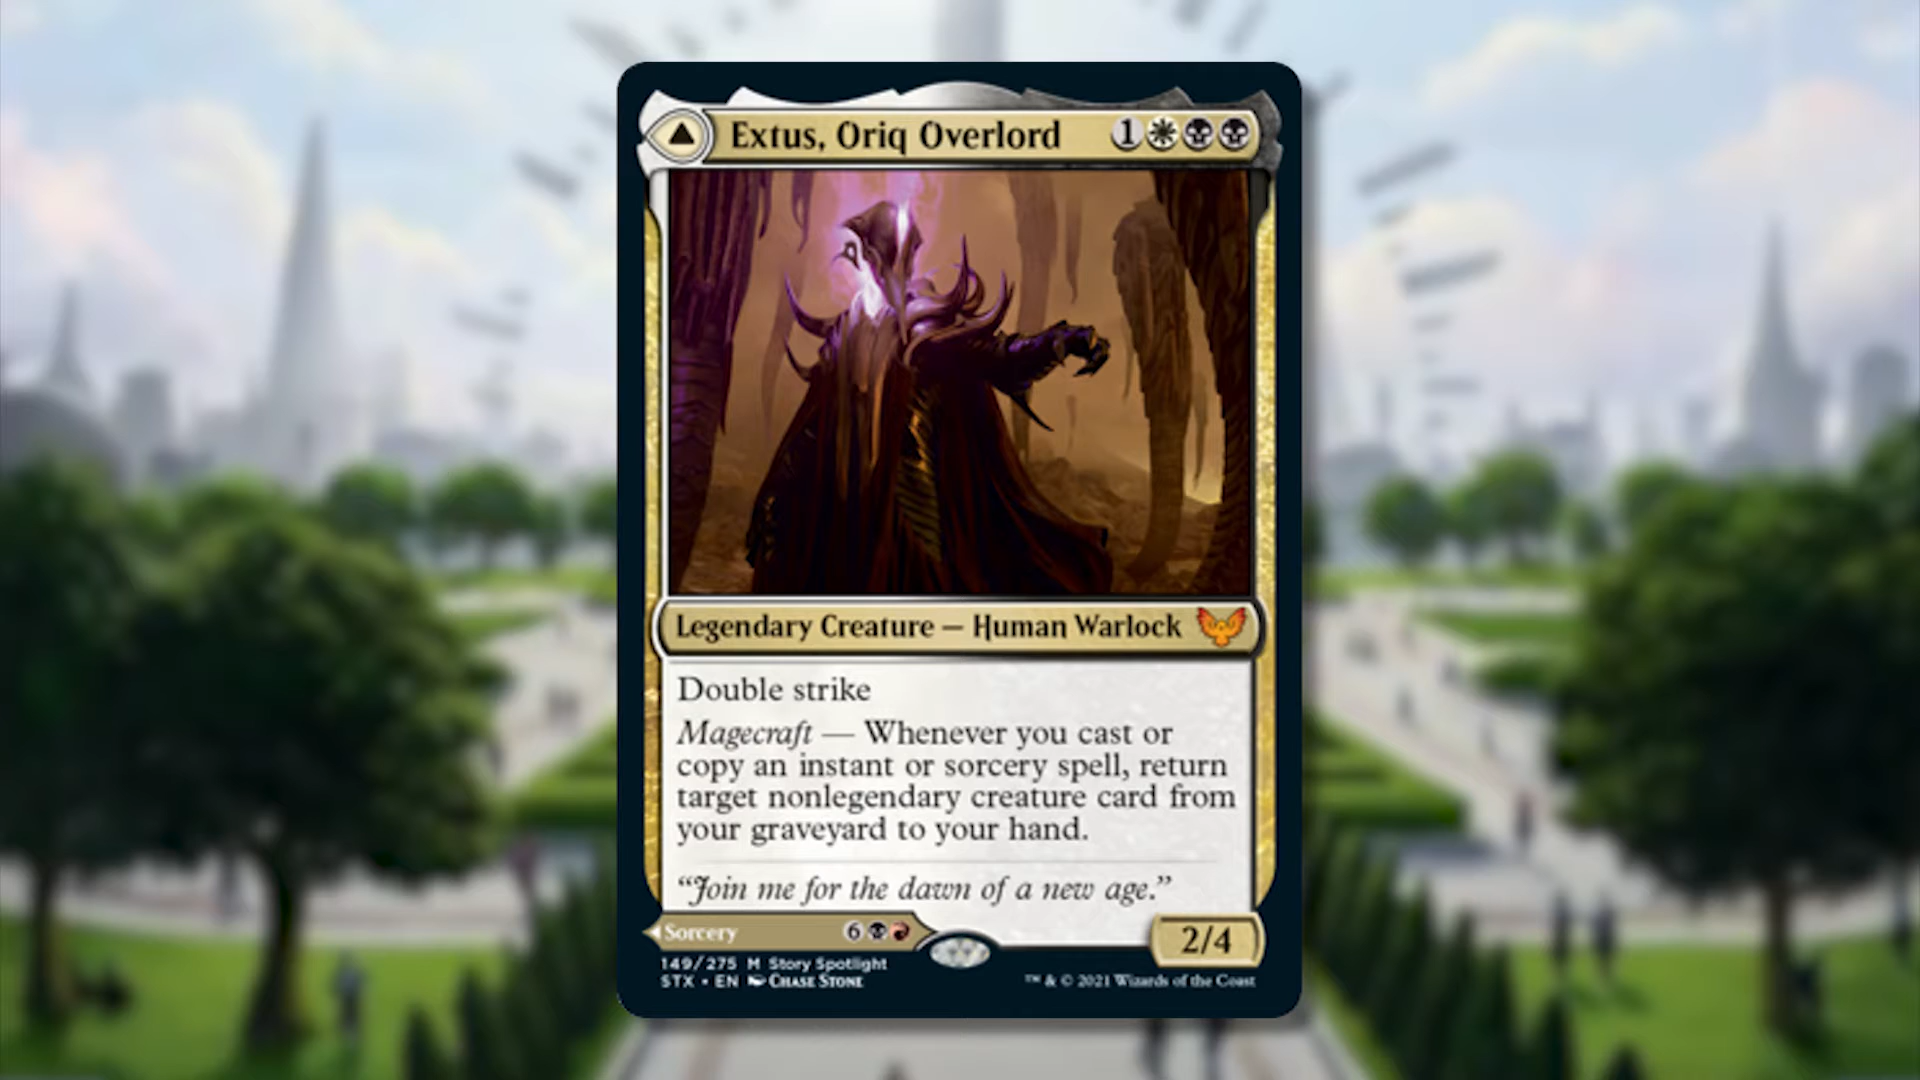 Extus, Oriq Overlord 1
Legendary Creature — Human Warlock
Double strike
Magecraft — Whenever you cast or
copy an instant or sorcery spell, return
target nonlegendary creature card from
your graveyard to your hand.
“Join me for the dawn of a new age.”
Sorcery 6
2/4
149/275 M Story Spotlight
STX • EN Chase Stone
™ & © 2021 Wizards of the Coast